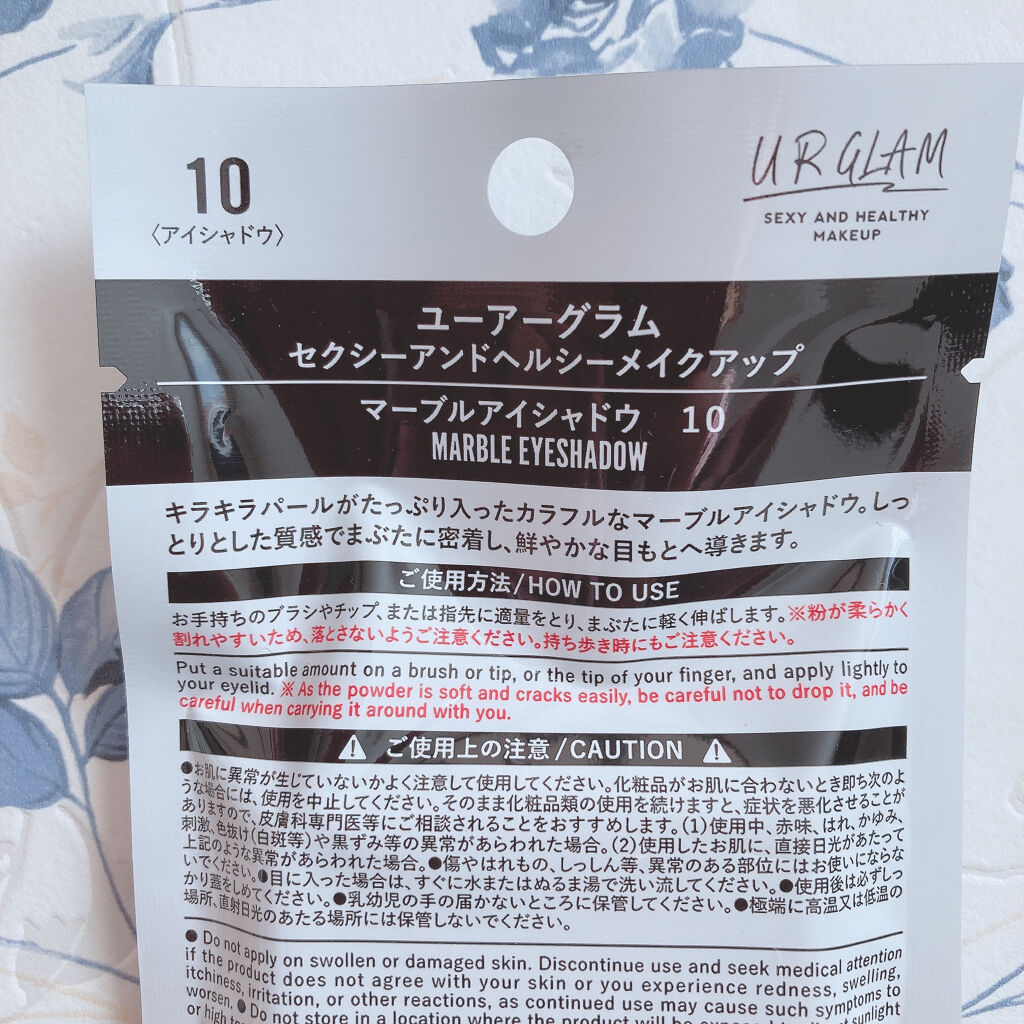 10
〈アイシャドウ〉
UR GLAM
SEXY AND HEALTHY
MAKEUP
ユーアーグラム
セクシーアンドヘルシーメイクアップ
マーブルアイシャドウ 10
MARBLE EYESHADOW
キラキラパールがたっぷり入ったカラフルなマーブルアイシャドウ。しっ
とりとした質感でまぶたに密着し、鮮やかな目もとへ導きます。
ご使用方法/HOW TO USE
お手持ちのブラシやチップ、または指先に適量をとり、まぶたに軽く伸ばします。※粉が柔らかく
割れやすいため、落とさないようご注意ください。持ち歩き時にもご注意ください。
Put a suitable amount on a brush or tip, or the tip of your finger, and apply lightly to
your eyelid. ※As the powder is soft and cracks easily, be careful not to drop it, and be
careful when carrying it around with you.
⚠ ご使用上の注意/CAUTION ⚠
●お肌に異常が生じていないかよく注意して使用してください。化粧品がお肌に合わないとき即ち次のよ
うな場合には、使用を中止してください。そのまま化粧品類の使用を続けますと、症状を悪化させることが
ありますので、皮膚科専門医等にご相談されることをおすすめします。(1)使用中、赤味、はれ、かゆみ、
刺激、色抜け(白斑等)や黒ずみ等の異常があらわれた場合。(2)使用したお肌に、直接日光があたって
上記のような異常があらわれた場合。●傷やはれもの、しっしん等、異常のある部位にはお使いにならな
いでください。●目に入った場合は、すぐに水またはぬるま湯で洗い流してください。●使用後は必ずしっ
かり蓋をしめてください。●乳幼児の手の届かないところに保管してください。●極端に高温又は低温の
場所、直射日光のあたる場所には保管しないでください。
● Do not apply on swollen or damaged skin. Discontinue use and seek medical attention
if the product does not agree with your skin or you experience redness, swelling,
itchiness, irritation, or other reactions, as continued use may cause such symptoms to
worsen. ● Do not store in a location where the product will be exposed sunlight
or high